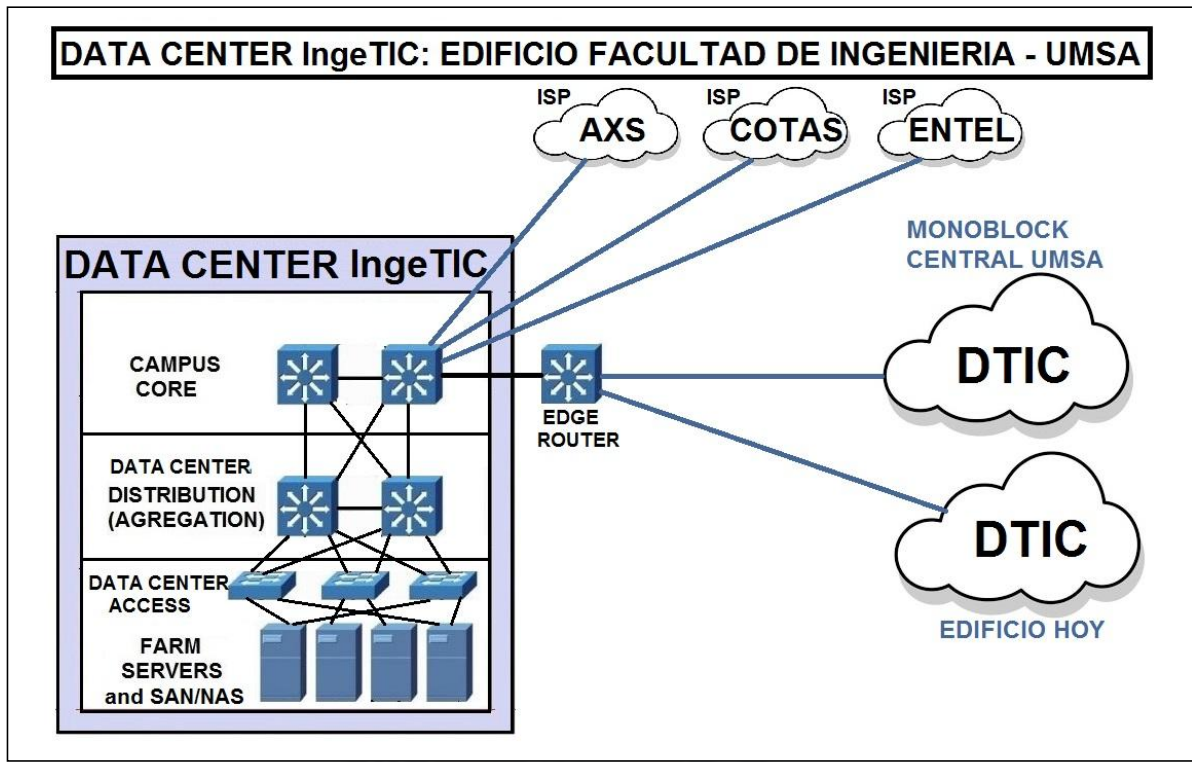 DATA CENTER IngeTIC: EDIFICIO FACULTAD DE INGENIERIA - UMSA
ISP
AXS
ISP
COTAS
ISP
ENTEL
MONOBLOCK
CENTRAL UMSA
DTIC
DATA CENTER IngeTIC
CAMPUS
CORE
EDGE
ROUTER
DATA CENTER
DISTRIBUTION
(AGREGATION)
DTIC
EDIFICIO HOY
DATA CENTER
ACCESS
FARM
SERVERS
and SAN/NAS